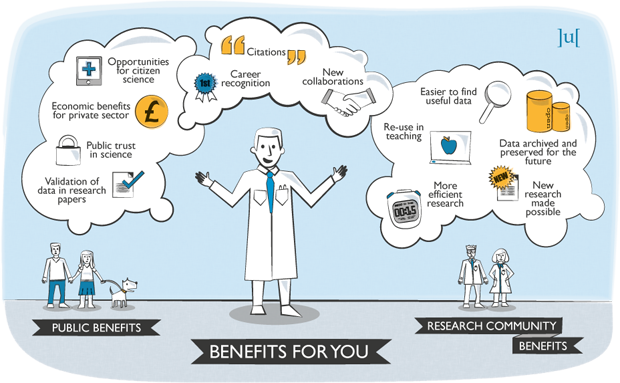 ]u[
Opportunities
for citizen
science
Economic benefits
for private sector
£
Public trust
in science
Validation of
data in research
papers
Citations
1st
Career
recognition
New
collaborations
Easier to find
useful data
open
open
Re-use in
teaching
Data archived and
preserved for the
future
More
efficient
research
00:15
NEW
New
research
made
possible
PUBLIC BENEFITS
BENEFITS FOR YOU
RESEARCH COMMUNITY
BENEFITS